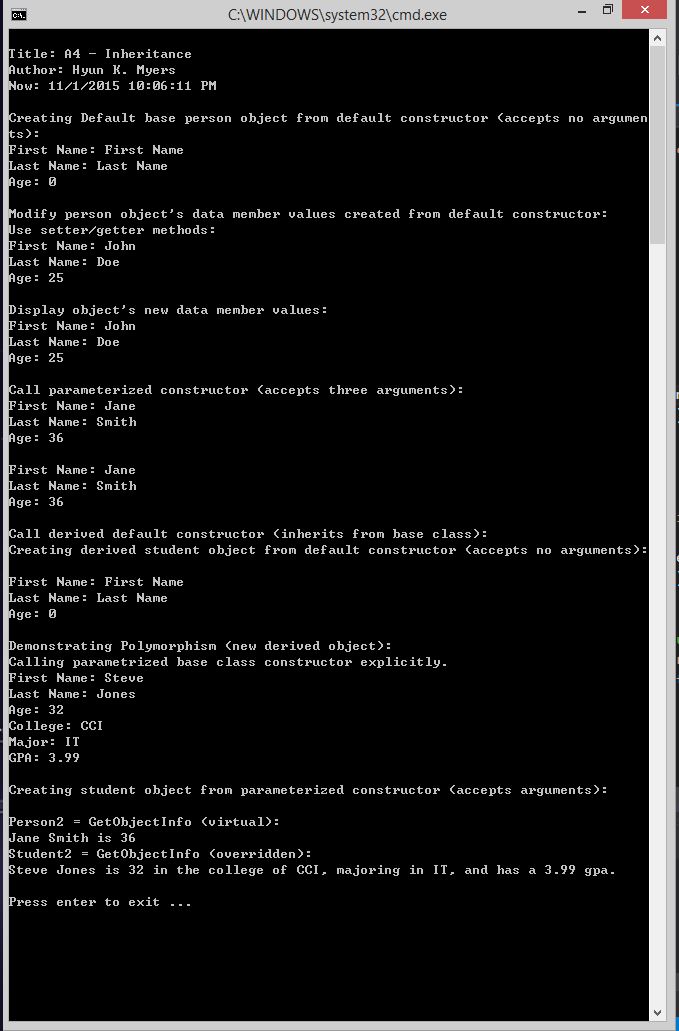 C:\WINDOWS\system32\cmd.exe
Title: A4 - Inheritance
Author: Hyun K. Myers
Now: 11/1/2015 10:06:11 PM
Creating Default base person object from default constructor (accepts no argumen
ts):
First Name: First Name
Last Name: Last Name
Age: 0
Modify person object's data member values created from default constructor:
Use setter/getter methods:
First Name: John
Last Name: Doe
Age: 25
Display object's new data member values:
First Name: John
Last Name: Doe
Age: 25
Call parameterized constructor (accepts three arguments):
First Name: Jane
Last Name: Smith
Age: 36
First Name: Jane
Last Name: Smith
Age: 36
Call derived default constructor (inherits from base class):
Creating derived student object from default constructor (accepts no arguments):
First Name: First Name
Last Name: Last Name
Age: 0
Demonstrating Polymorphism (new derived object):
Calling parametrized base class constructor explicitly.
First Name: Steve
Last Name: Jones
Age: 32
College: CCI
Major: IT
GPA: 3.99
Creating student object from parameterized constructor (accepts arguments):
Person2 = GetObjectInfo (virtual):
Jane Smith is 36
Student2 = GetObjectInfo (overridden):
Steve Jones is 32 in the college of CCI, majoring in IT, and has a 3.99 gpa.
Press enter to exit ...